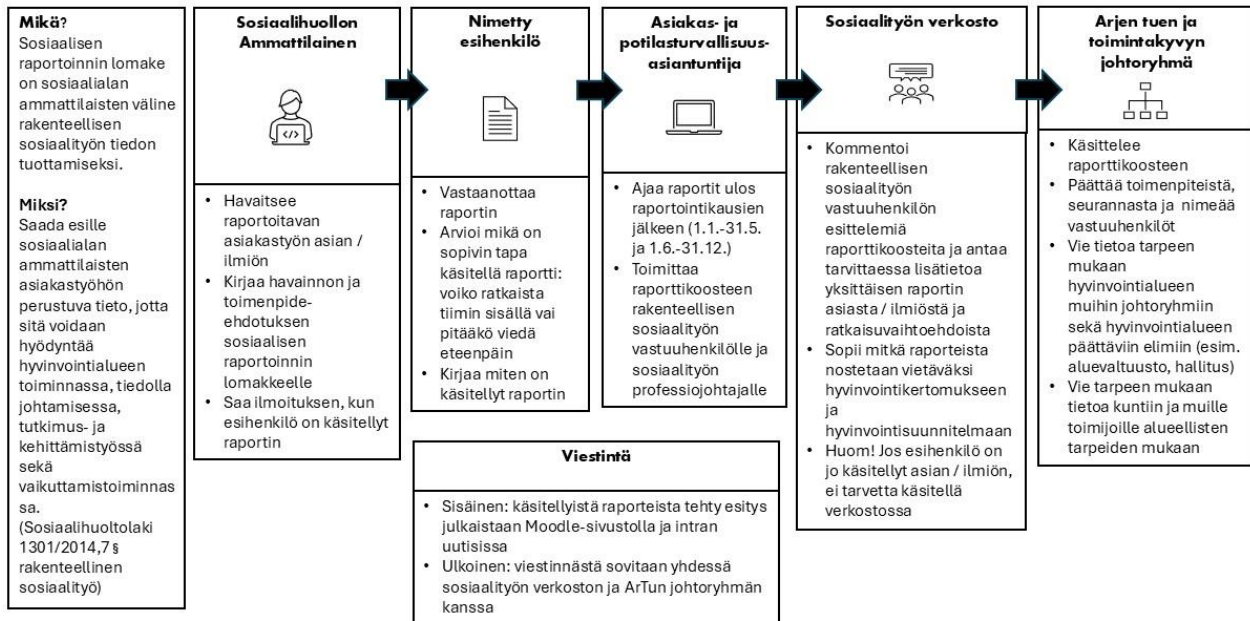 Mikä?
Sosiaalisen
raportoinnin lomake
on sosiaalialan
ammattilaisten väline
rakenteellisen
sosiaalityön tiedon
tuottamiseksi.
Miksi?
Saada esille
sosiaalialan
ammattilaisten
asiakastyöhön
perustuva tieto, jotta
sitä voidaan
hyödyntää
hyvinvointialueen
toiminnassa, tiedolla
johtamisessa,
tutkimus- ja
kehittämistyössä
sekä
vaikuttamistoiminnas
sa.
(Sosiaalihuoltolaki
1301/2014,7 §
rakenteellinen
sosiaalityö)
Sosiaalihuollon
Ammattilainen
• Havaitsee
raportoitavan
asiakastyön asian /
ilmiön
• Kirjaa havainnon ja
toimenpide-
ehdotuksen
sosiaalisen
raportoinnin
lomakkeelle
• Saa ilmoituksen, kun
esihenkilö on käsitellyt
raportin
Nimetty
esihenkilö
• Vastaanottaa
raportin
• Arvioi mikä on
sopivin tapa
käsitellä raportti:
voiko ratkaista
tiimin sisällä vai
pitääkö viedä
eteenpäin
• Kirjaa miten on
käsitellyt raportin
Asiakas- ja
potilasturvallisuus-
asiantuntija
• Ajaa raportit ulos
raportointikausien
jälkeen (1.1.-31.5.
ja 1.6.-31.12.)
• Toimittaa
raporttikoosteen
rakenteellisen
sosiaalityön
vastuuhenkilölle ja
sosiaalityön
professiojohtajalle
Sosiaalityön verkosto
• Kommentoi
rakenteellisen
sosiaalityön
vastuuhenkilön
esittelemiä
raporttikoosteita ja antaa
tarvittaessa lisätietoa
yksittäisen raportin
asiasta / ilmiöstä ja
ratkaisuvaihtoehdoista
• Sopii mitkä raporteista
nostetaan vietäväksi
hyvinvointikertomukseen
ja
hyvinvointisuunnitelmaan
• Huom! Jos esihenkilö on
jo käsitellyt asian / ilmiön,
ei tarvetta käsitellä
verkostossa
Arjen tuen ja
toimintakyvyn
johtoryhmä
• Käsittelee
raporttikoosteen
• Päättää toimenpiteistä,
seurannasta ja nimeää
vastuuhenkilöt
• Vie tietoa tarpeen
mukaan
hyvinvointialueen
muihin johtoryhmiin
sekä hyvinvointialueen
päättäviin elimiin (esim.
aluevaltuusto, hallitus)
• Vie tarpeen mukaan
tietoa kuntiin ja muille
toimijoille alueellisten
tarpeiden mukaan
Viestintä
• Sisäinen: käsitellyistä raporteista tehty esitys
julkaistaan Moodle-sivustolla ja intran
uutisissa
• Ulkoinen: viestinnästä sovitaan yhdessä
sosiaalityön verkoston ja ArTun johtoryhmän
kanssa